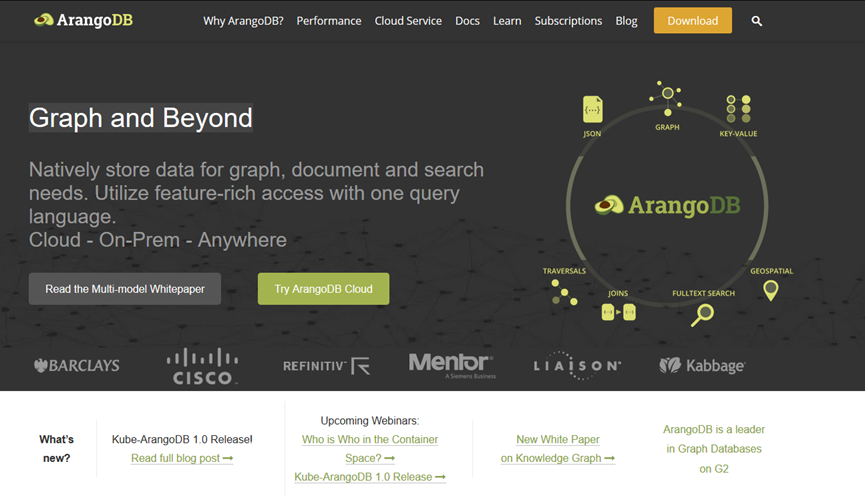 ArangoDB
Why ArangoDB? Performance Cloud Service Docs Learn Subscriptions Blog Download
Graph and Beyond
Natively store data for graph, document and search
needs. Utilize feature-rich access with one query
language.
Cloud - On-Prem - Anywhere
Read the Multi-model Whitepaper
Try ArangoDB Cloud
JSON
GRAPH
KEY-VALUE
ArangoDB
TRAVERSALS
JOINS
FULLTEXT SEARCH
GEOSPATIAL
BARCLAYS
CISCO
REFINITIV
Mentor
A Siemens Business
LIAISON
Kabbage
What's
new?
Kube-ArangoDB 1.0 Release!
Read full blog post →
Upcoming Webinars:
Who is Who in the Container
Space? →
Kube-ArangoDB 1.0 Release →
New White Paper
on Knowledge Graph →
ArangoDB is a leader
in Graph Databases
on G2